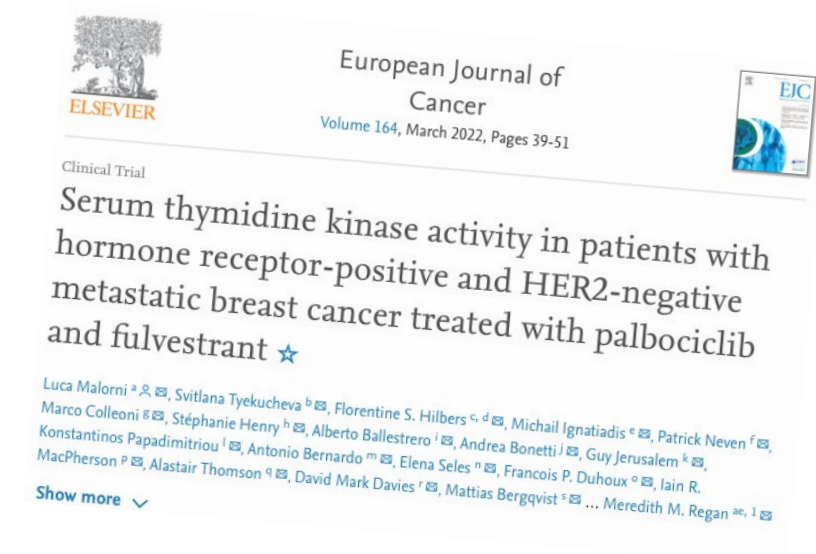 ELSEVIER
European Journal of
Cancer
Volume 164, March 2022, Pages 39-51
EJC
Clinical Trial
Serum thymidine kinase activity in patients with
hormone receptor-positive and HER2-negative
metastatic breast cancer treated with palbociclib
and fulvestrant ☆
Luca Malorni a, Svitlana Tyekucheva b, Florentine S. Hilbers c, d, Michail Ignatiadis e, Patrick Neven f,
Marco Colleoni g, Stéphanie Henry h, Alberto Ballestrero i, Andrea Bonetti j, Guy Jerusalem k,
Konstantinos Papadimitriou l, Antonio Bernardo m, Elena Seles n, Francois P. Duhoux o, Iain R.
MacPherson p, Alastair Thomson q, David Mark Davies r, Mattias Bergqvist s ... Meredith M. Regan ae, 1
Show more